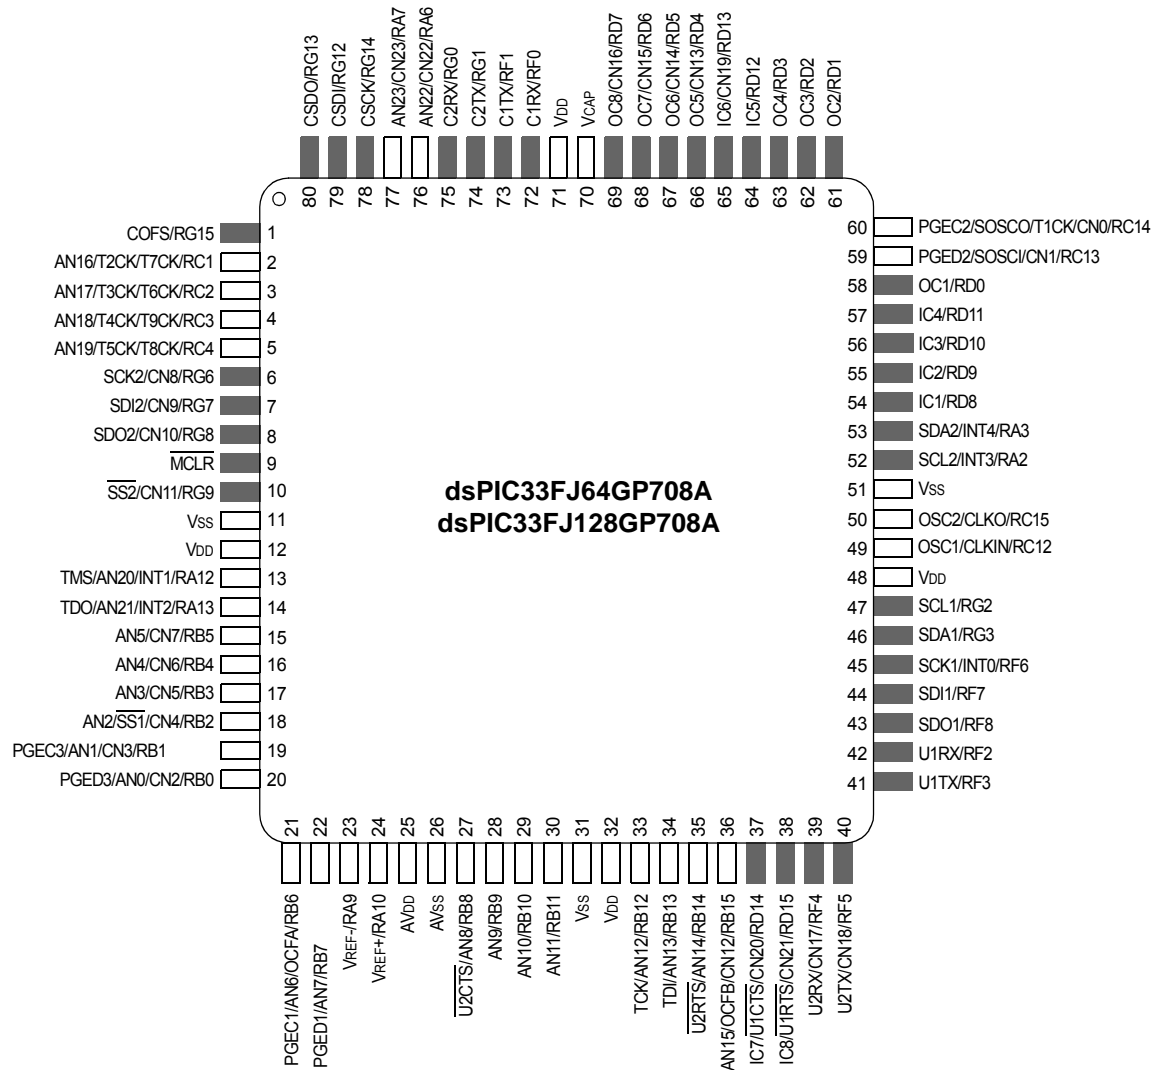 CSDO/RG13
CSDI/RG12
CSCK/RG14
AN23/CN23/RA7
AN22/CN22/RA6
C2RX/RG0
C2TX/RG1
C1TX/RF1
C1RX/RF0
VDD
VCAP
OC8/CN16/RD7
OC7/CN15/RD6
OC6/CN14/RD5
OC5/CN13/RD4
IC6/CN19/RD13
IC5/RD12
OC4/RD3
OC3/RD2
OC2/RD1
80
79
78
77
76
75
74
73
72
71
70
69
68
67
66
65
64
63
62
61
COFS/RG15 1
AN16/T2CK/T7CK/RC1 2
AN17/T3CK/T6CK/RC2 3
AN18/T4CK/T9CK/RC3 4
AN19/T5CK/T8CK/RC4 5
SCK2/CN8/RG6 6
SDI2/CN9/RG7 7
SDO2/CN10/RG8 8
MCLR 9
SS2/CN11/RG9 10
VSS 11
VDD 12
TMS/AN20/INT1/RA12 13
TDO/AN21/INT2/RA13 14
AN5/CN7/RB5 15
AN4/CN6/RB4 16
AN3/CN5/RB3 17
AN2/SS1/CN4/RB2 18
PGEC3/AN1/CN3/RB1 19
PGED3/AN0/CN2/RB0 20
dsPIC33FJ64GP708A
dsPIC33FJ128GP708A
60 PGEC2/SOSCO/T1CK/CN0/RC14
59 PGED2/SOSCI/CN1/RC13
58 OC1/RD0
57 IC4/RD11
56 IC3/RD10
55 IC2/RD9
54 IC1/RD8
53 SDA2/INT4/RA3
52 SCL2/INT3/RA2
51 VSS
50 OSC2/CLKO/RC15
49 OSC1/CLKIN/RC12
48 VDD
47 SCL1/RG2
46 SDA1/RG3
45 SCK1/INT0/RF6
44 SDI1/RF7
43 SDO1/RF8
42 U1RX/RF2
41 U1TX/RF3
21
22
23
24
25
26
27
28
29
30
31
32
33
34
35
36
37
38
39
40
PGEC1/AN6/OCFA/RB6
PGED1/AN7/RB7
VREF-/RA9
VREF+/RA10
AVDD
AVSS
U2CTS/AN8/RB8
AN9/RB9
AN10/RB10
AN11/RB11
VSS
VDD
TCK/AN12/RB12
TDI/AN13/RB13
U2RTS/AN14/RB14
AN15/OCFB/CN12/RB15
IC7/U1CTS/CN20/RD14
IC8/U1RTS/CN21/RD15
U2RX/CN17/RF4
U2TX/CN18/RF5